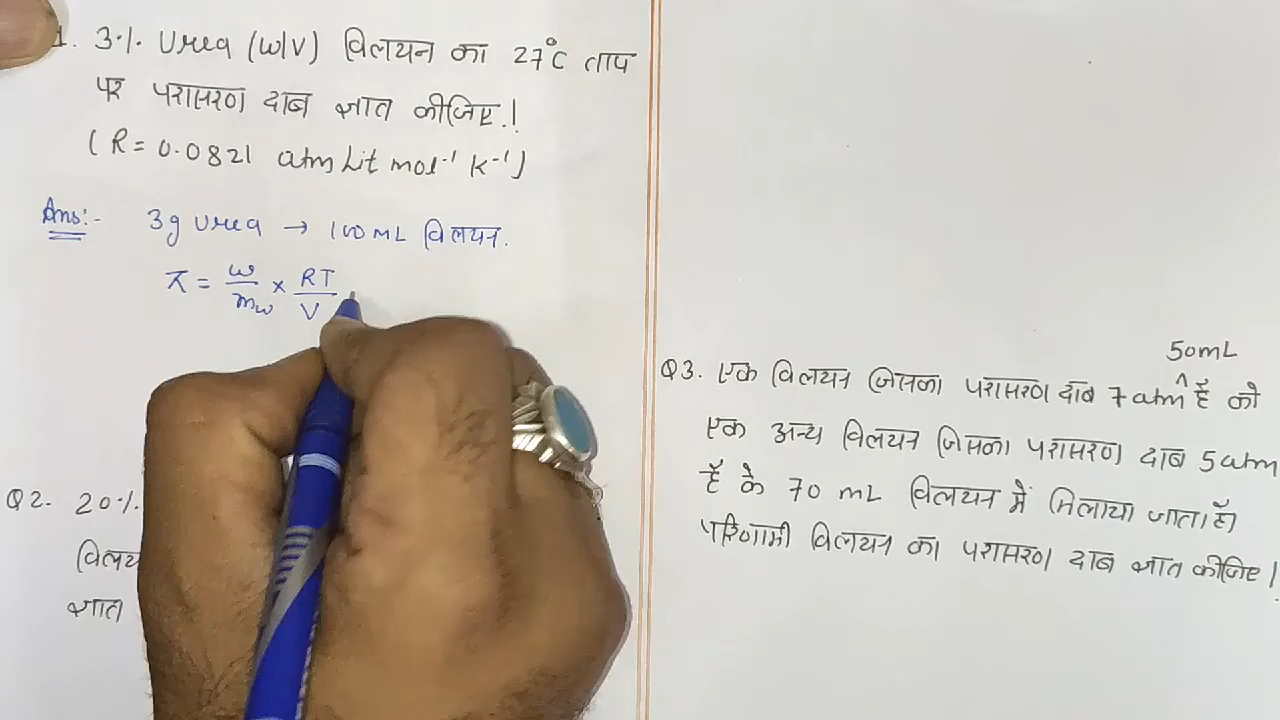 1. 3.%. Urea (w/v) विलयन का 27°C ताप
पर परासरण दाब ज्ञात कीजिए.!
( R = 0.0821 atm Lit mol⁻¹ K⁻¹)
Ans:- 3g urea → 100 mL विलयन.
π = w/mw × RT/V
Q2. 20%.
ज्ञात
50mL
Q3. एक विलयन जिसका परासरण दाब 7 atm ^ है को
एक अन्य विलयन जिसका परासरण दाब 5 atm
है के 70 mL विलयन में मिलाया जाता है।
परिणामी विलयन का परासरण दाब ज्ञात कीजिए!